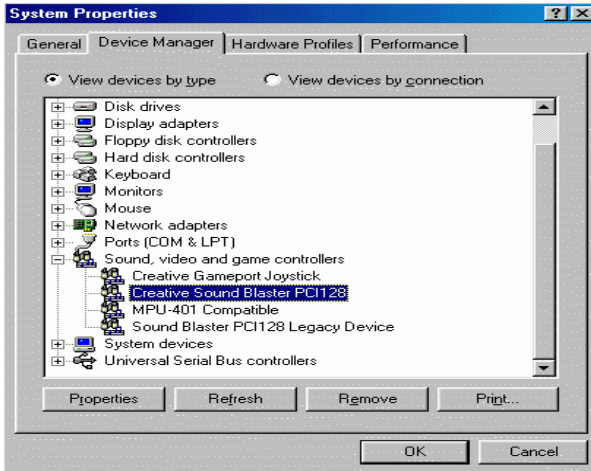 System Properties
General Device Manager Hardware Profiles Performance
View devices by type View devices by connection
Disk drives
Display adapters
Floppy disk controllers
Hard disk controllers
Keyboard
Monitors
Mouse
Network adapters
Ports (COM & LPT)
Sound, video and game controllers
Creative Gameport Joystick
Creative Sound Blaster PCI128
MPU-401 Compatible
Sound Blaster PCI128 Legacy Device
System devices
Universal Serial Bus controllers
Properties Refresh Remove Print...
OK Cancel